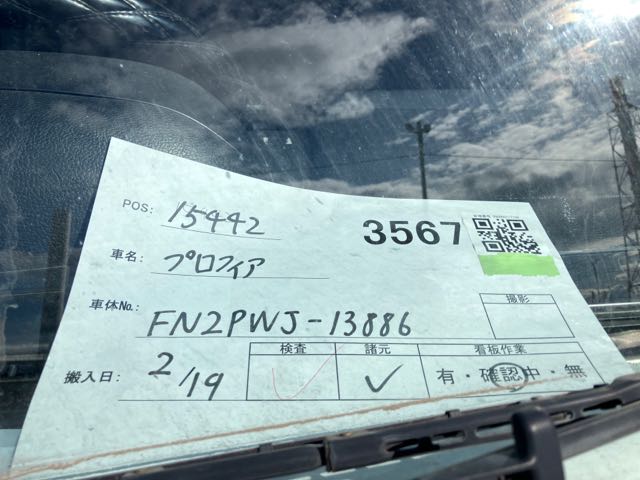 POS: 15442
3567
車名: プロフィア
車体No.: FN2PWJ-13886
撮影
搬入日: 2/19
検査 諸元 看板作業
✓ ✓ 有・確認中・無